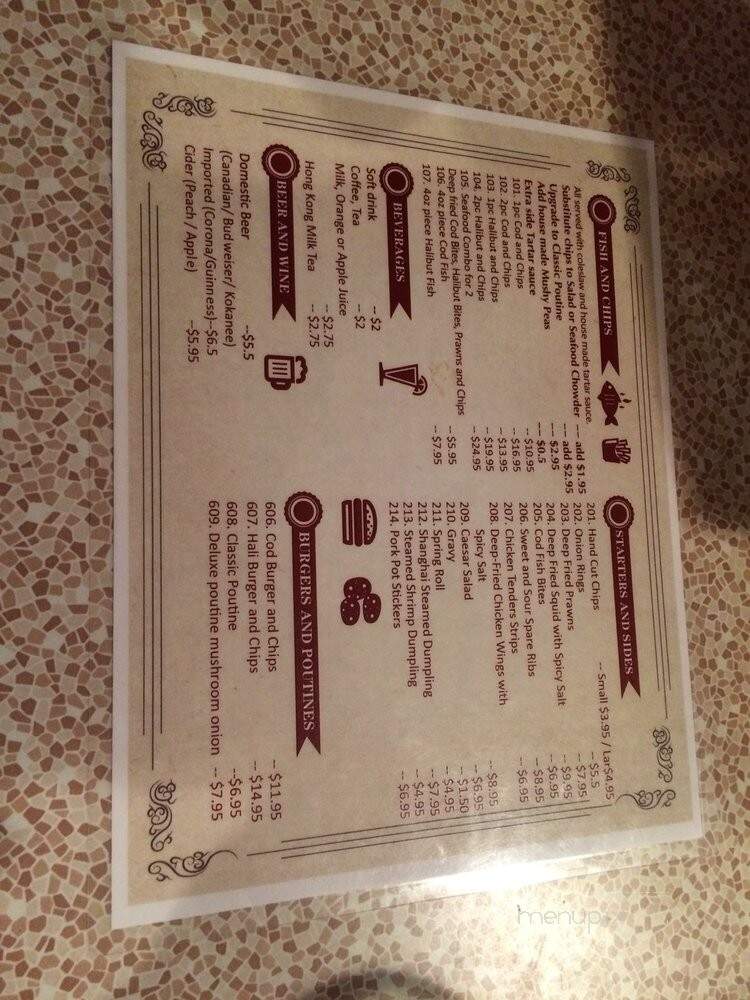 FISH AND CHIPS
All served with coleslaw and house made tartar sauce.
Substitute chips to Salad or Seafood Chowder -- add $1.95
Upgrade to Classic Poutine -- add $2.95
Add house made Mushy Peas -- $2.95
Extra side Tartar sauce -- $0.5
101. 1pc Cod and Chips -- $10.95
102. 2pc Cod and Chips -- $16.95
103. 1pc Halibut and Chips -- $13.95
104. 2pc Halibut and Chips -- $19.95
105. Seafood Combo for 2 -- $24.95
Deep fried Cod Bites, Halibut Bites, Prawns and Chips
106. 4oz piece Cod Fish -- $5.95
107. 4oz piece Halibut Fish -- $7.95
BEVERAGES
Soft drink -- $2
Coffee, Tea -- $2
Milk, Orange or Apple Juice -- $2.75
Hong Kong Milk Tea -- $2.75
BEER AND WINE
Domestic Beer --$5.5
(Canadian/ Budweiser/ Kokanee)
Imported (Corona/Guinness)--$6.5
Cider (Peach / Apple) --$5.95
STARTERS AND SIDES
201. Hand Cut Chips -- Small $3.95 / Lar$4.95
202. Onion Rings -- $5.5
203. Deep Fried Prawns -- $7.95
204. Deep Fried Squid with Spicy Salt -- $9.95
205. Cod Fish Bites -- $6.95
206. Sweet and Sour Spare Ribs -- $8.95
207. Chicken Tenders Strips -- $6.95
208. Deep-Fried Chicken Wings with
Spicy Salt -- $8.95
209. Caesar Salad -- $6.95
210. Gravy -- $1.50
211. Spring Roll -- $4.95
212. Shanghai Steamed Dumpling -- $7.95
213. Steamed Shrimp Dumpling -- $4.95
214. Pork Pot Stickers -- $6.95
BURGERS AND POUTINES
606. Cod Burger and Chips -- $11.95
607. Hali Burger and Chips -- $14.95
608. Classic Poutine --$6.95
609. Deluxe poutine mushroom onion -- $7.95
menup